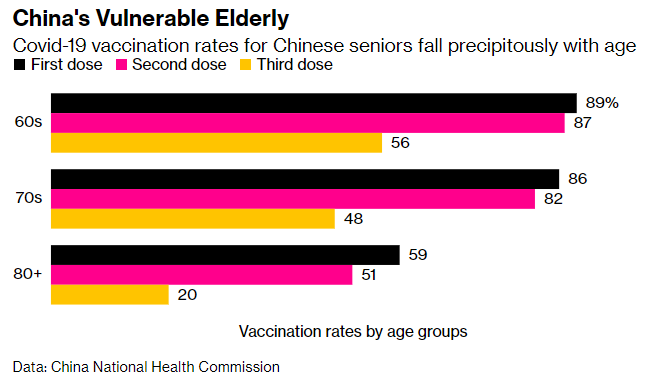 China's Vulnerable Elderly
Covid-19 vaccination rates for Chinese seniors fall precipitously with age
First dose Second dose Third dose
60s
89%
87
56
70s
86
82
48
80+
59
51
20
Vaccination rates by age groups
Data: China National Health Commission